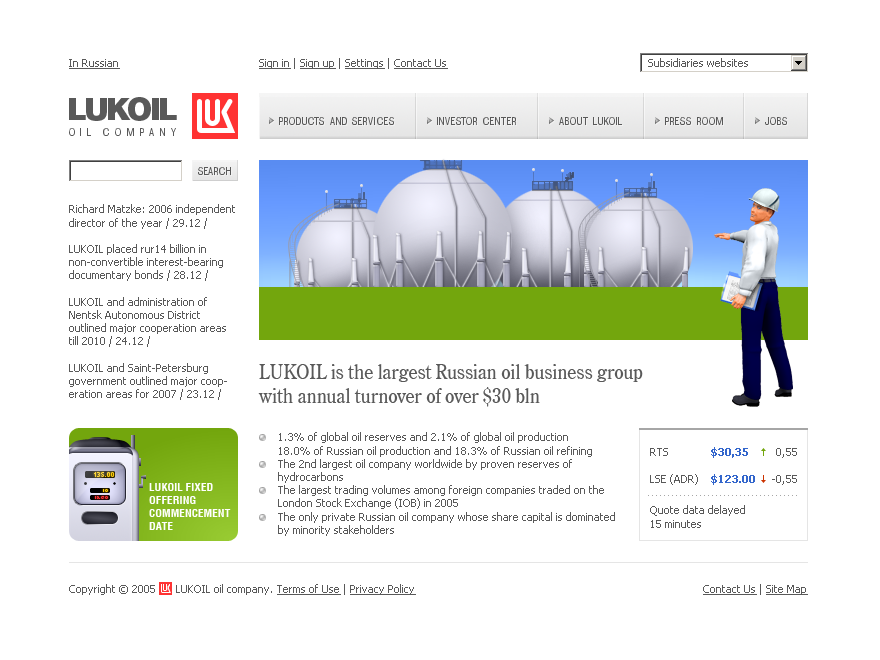 In Russian
Sign in | Sign up | Settings | Contact Us
Subsidiaries websites
LUKOIL
OIL COMPANY
PRODUCTS AND SERVICES
INVESTOR CENTER
ABOUT LUKOIL
PRESS ROOM
JOBS
SEARCH
Richard Matzke: 2006 independent
director of the year / 29.12 /
LUKOIL placed rur14 billion in
non-convertible interest-bearing
documentary bonds / 28.12 /
LUKOIL and administration of
Nentsk Autonomous District
outlined major cooperation areas
till 2010 / 24.12 /
LUKOIL and Saint-Petersburg
government outlined major coop-
eration areas for 2007 / 23.12 /
LUKOIL is the largest Russian oil business group
with annual turnover of over $30 bln
135.00
LUKOIL FIXED
OFFERING
COMMENCEMENT
DATE
1.3% of global oil reserves and 2.1% of global oil production
18.0% of Russian oil production and 18.3% of Russian oil refining
The 2nd largest oil company worldwide by proven reserves of
hydrocarbons
The largest trading volumes among foreign companies traded on the
London Stock Exchange (IOB) in 2005
The only private Russian oil company whose share capital is dominated
by minority stakeholders
RTS $30,35 ↑ 0,55
LSE (ADR) $123.00 ↓ -0,55
Quote data delayed
15 minutes
Copyright © 2005 LUKOIL oil company. Terms of Use | Privacy Policy
Contact Us | Site Map